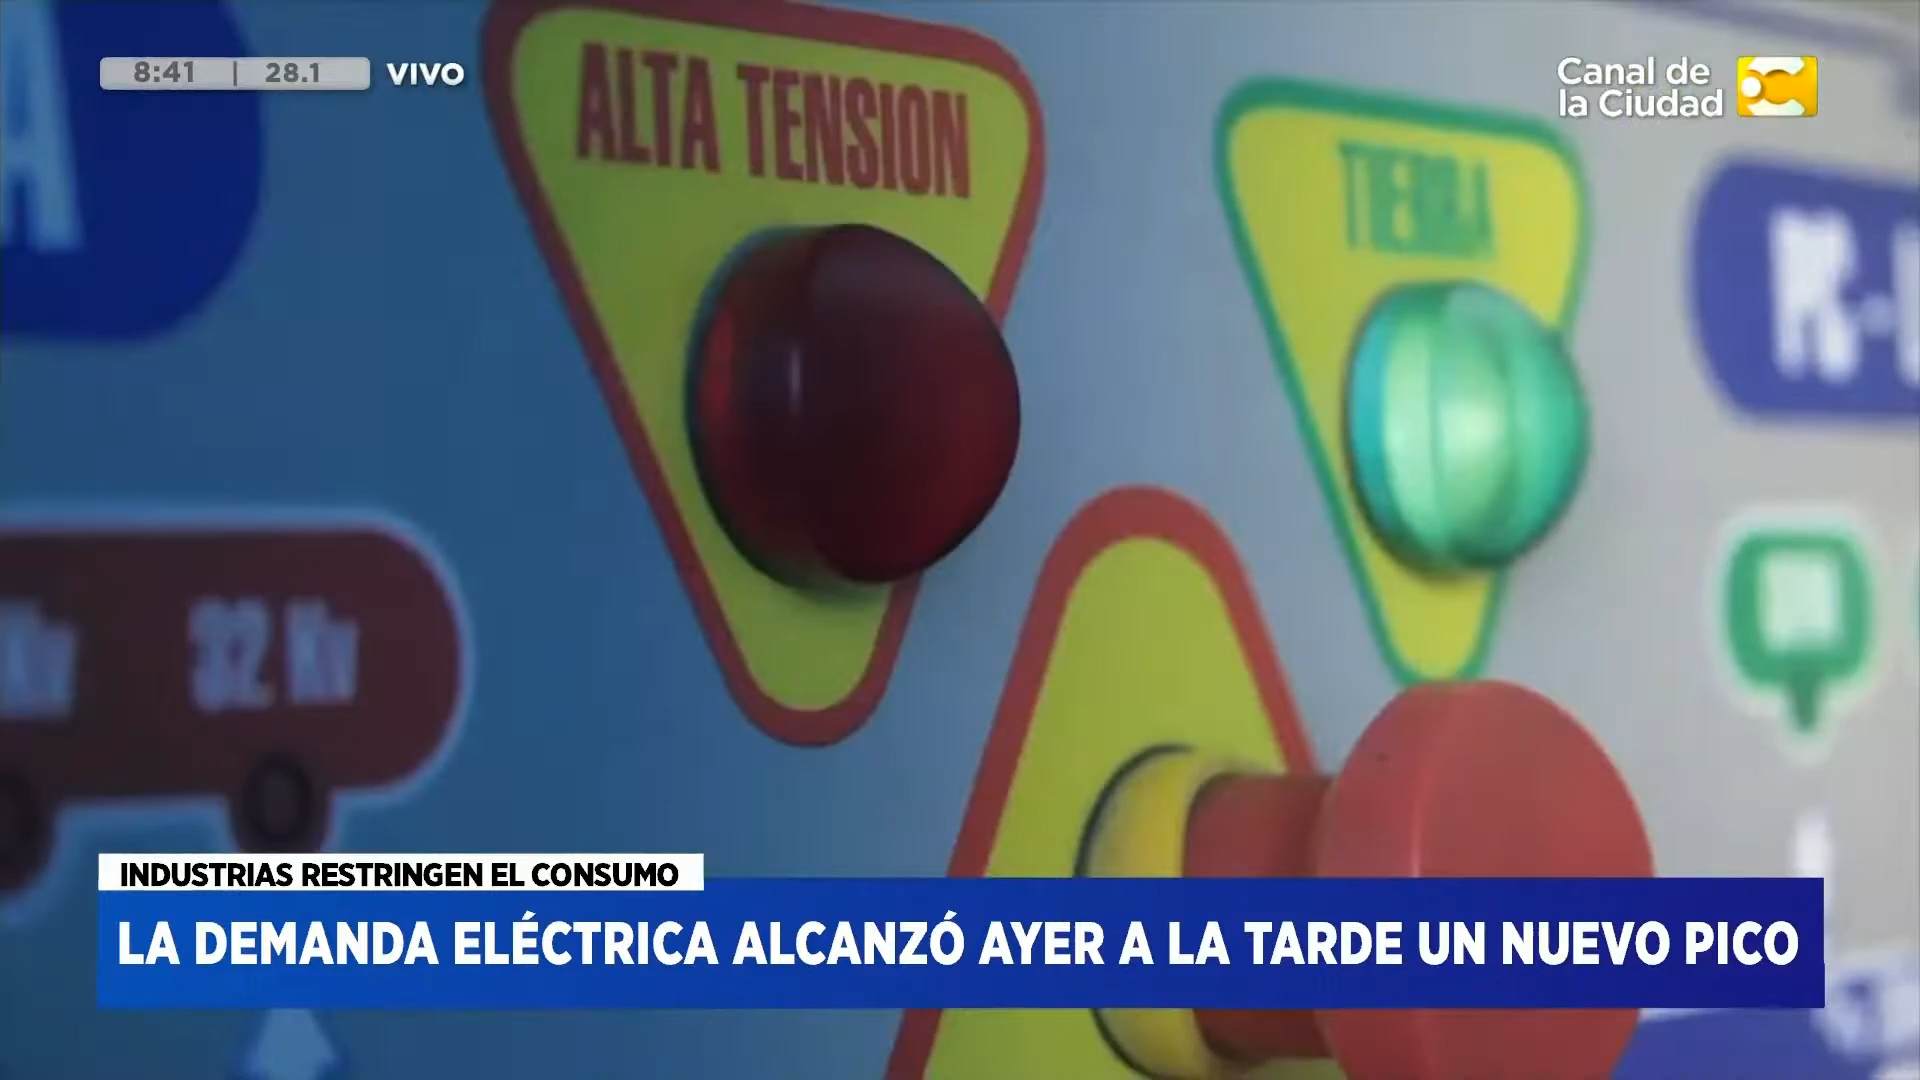 8:41 | 28.1 VIVO
Canal de
la Ciudad
ALTA TENSION
TIERRA
32 Kv
INDUSTRIAS RESTRINGEN EL CONSUMO
LA DEMANDA ELÉCTRICA ALCANZÓ AYER A LA TARDE UN NUEVO PICO